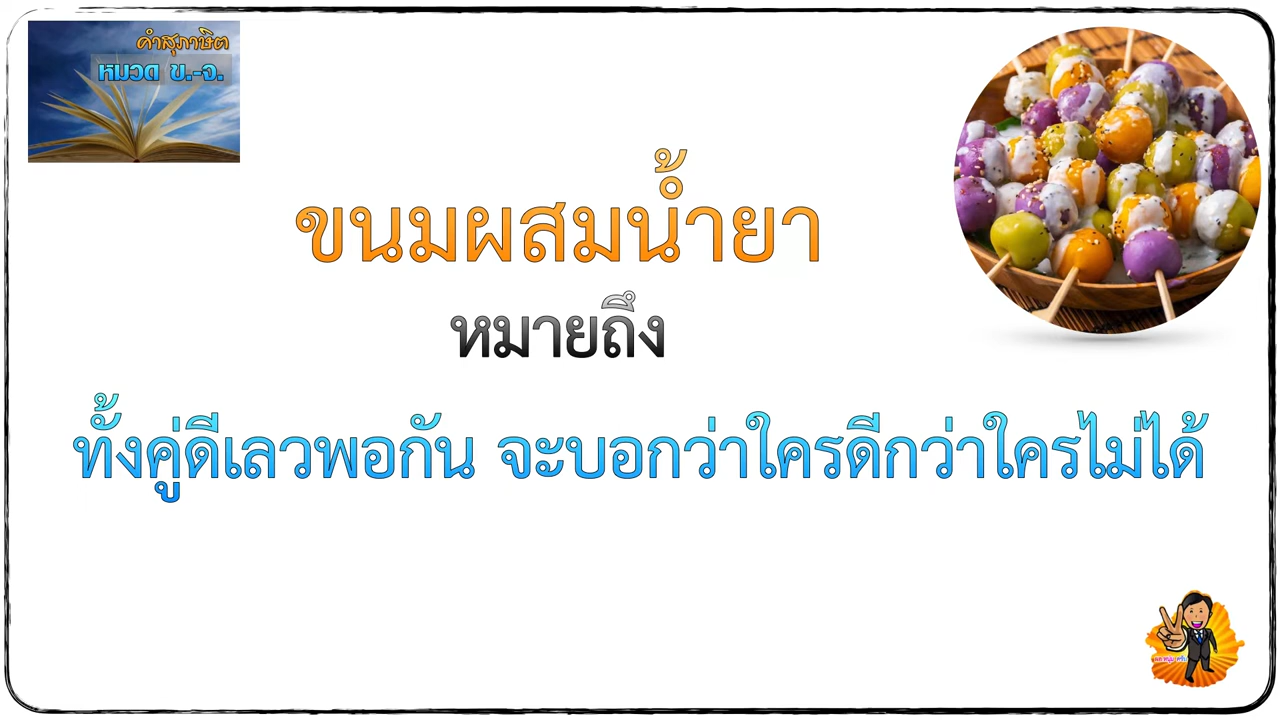 คำสุภาษิต
หมวด ข.-จ.
ขนมผสมน้ำยา
หมายถึง
ทั้งคู่ดีเลวพอกัน จะบอกว่าใครดีกว่าใครไม่ได้